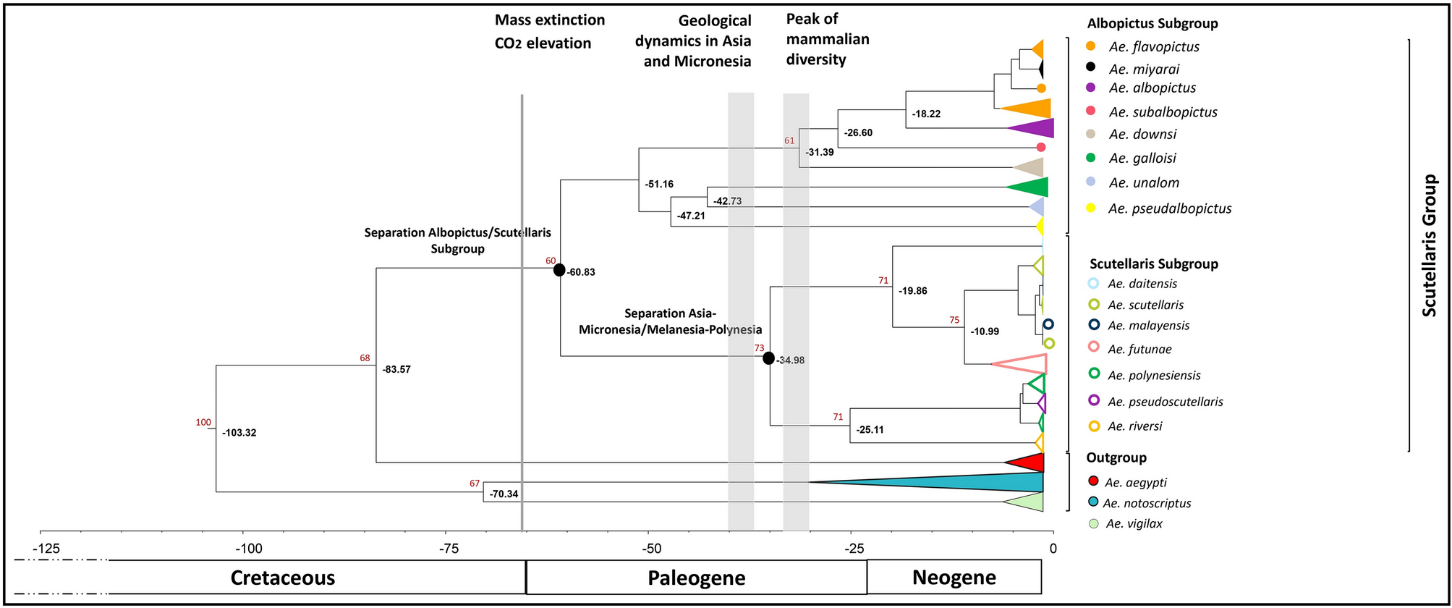 Mass extinction
CO2 elevation
Geological
dynamics in Asia
and Micronesia
Peak of
mammalian
diversity
Albopictus Subgroup
Ae. flavopictus
Ae. miyarai
Ae. albopictus
Ae. subalbopictus
Ae. downsi
Ae. galloisi
Ae. unalom
Ae. pseudalbopictus
Scutellaris Subgroup
Ae. daitensis
Ae. scutellaris
Ae. malayensis
Ae. futunae
Ae. polynesiensis
Ae. pseudoscutellaris
Ae. riversi
Outgroup
Ae. aegypti
Ae. notoscriptus
Ae. vigilax
Scutellaris Group
-18.22
-26.60
61
-31.39
-51.16
-42.73
-47.21
Separation Albopictus/Scutellaris
Subgroup
60
-60.83
71
-19.86
Separation Asia-
Micronesia/Melanesia-Polynesia
75
-10.99
73
-34.98
68
-83.57
71
-25.11
100
-103.32
67
-70.34
-125
-100
-75
-50
-25
0
Cretaceous
Paleogene
Neogene